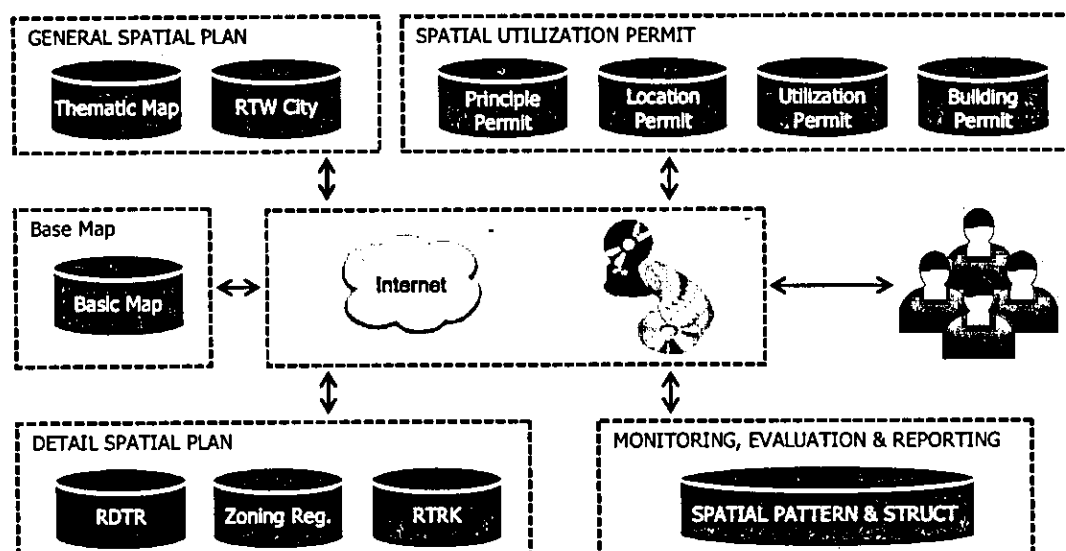 GENERAL SPATIAL PLAN
Thematic Map
RTW City
SPATIAL UTILIZATION PERMIT
Principle
Permit
Location
Permit
Utilization
Permit
Building
Permit
Base Map
Basic Map
Internet
DETAIL SPATIAL PLAN
RDTR
Zoning Reg.
RTRK
MONITORING, EVALUATION & REPORTING
SPATIAL PATTERN & STRUCT